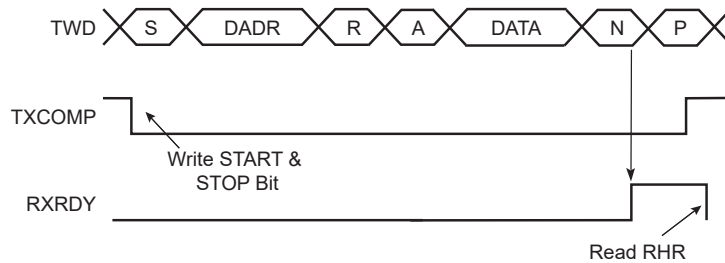 TWD S DADR R A DATA N P
TXCOMP
Write START &
STOP Bit
RXRDY
Read RHR